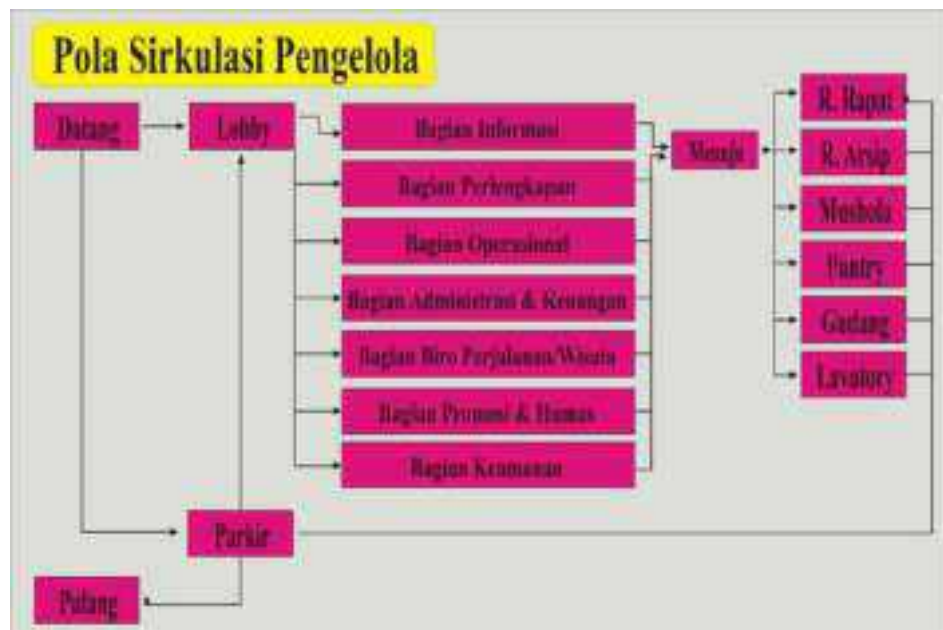 Pola Sirkulasi Pengelola
Datang
Lobby
Bagian Informasi
Bagian Perlengkapan
Bagian Operasional
Bagian Administrasi & Keuangan
Bagian Biro Perjalanan/Wisata
Bagian Promosi & Humas
Bagian Keamanan
Menuju
R. Rapat
R. Arsip
Mushola
Pantry
Gudang
Lavatory
Parkir
Pulang